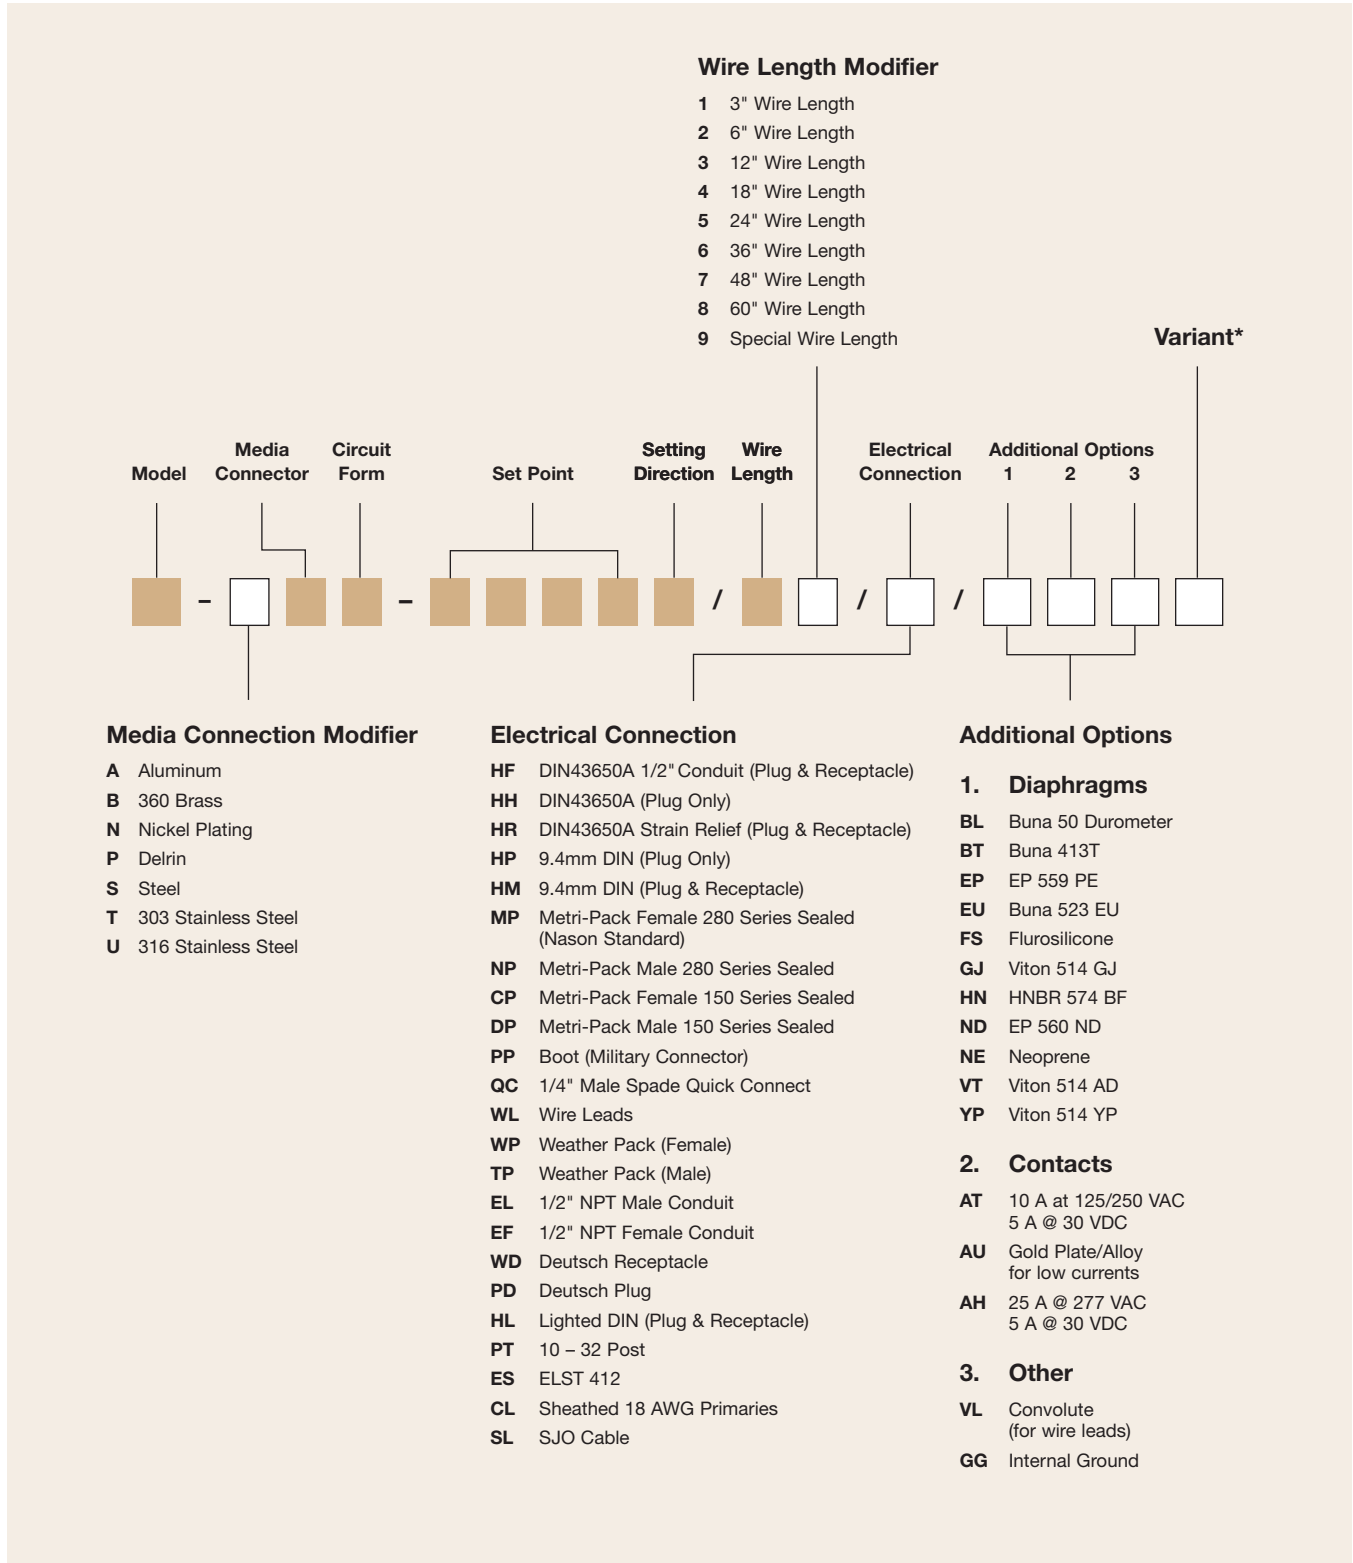 Wire Length Modifier
1 3" Wire Length
2 6" Wire Length
3 12" Wire Length
4 18" Wire Length
5 24" Wire Length
6 36" Wire Length
7 48" Wire Length
8 60" Wire Length
9 Special Wire Length
Variant*
Model
Media
Connector
Circuit
Form
Set Point
Setting
Direction
Wire
Length
Electrical
Connection
Additional Options
1 2 3
– – / / /
Media Connection Modifier
A Aluminum
B 360 Brass
N Nickel Plating
P Delrin
S Steel
T 303 Stainless Steel
U 316 Stainless Steel
Electrical Connection
HF DIN43650A 1/2" Conduit (Plug & Receptacle)
HH DIN43650A (Plug Only)
HR DIN43650A Strain Relief (Plug & Receptacle)
HP 9.4mm DIN (Plug Only)
HM 9.4mm DIN (Plug & Receptacle)
MP Metri-Pack Female 280 Series Sealed
(Nason Standard)
NP Metri-Pack Male 280 Series Sealed
CP Metri-Pack Female 150 Series Sealed
DP Metri-Pack Male 150 Series Sealed
PP Boot (Military Connector)
QC 1/4" Male Spade Quick Connect
WL Wire Leads
WP Weather Pack (Female)
TP Weather Pack (Male)
EL 1/2" NPT Male Conduit
EF 1/2" NPT Female Conduit
WD Deutsch Receptacle
PD Deutsch Plug
HL Lighted DIN (Plug & Receptacle)
PT 10 – 32 Post
ES ELST 412
CL Sheathed 18 AWG Primaries
SL SJO Cable
Additional Options
1. Diaphragms
BL Buna 50 Durometer
BT Buna 413T
EP EP 559 PE
EU Buna 523 EU
FS Flurosilicone
GJ Viton 514 GJ
HN HNBR 574 BF
ND EP 560 ND
NE Neoprene
VT Viton 514 AD
YP Viton 514 YP
2. Contacts
AT 10 A at 125/250 VAC
5 A @ 30 VDC
AU Gold Plate/Alloy
for low currents
AH 25 A @ 277 VAC
5 A @ 30 VDC
3. Other
VL Convolute
(for wire leads)
GG Internal Ground